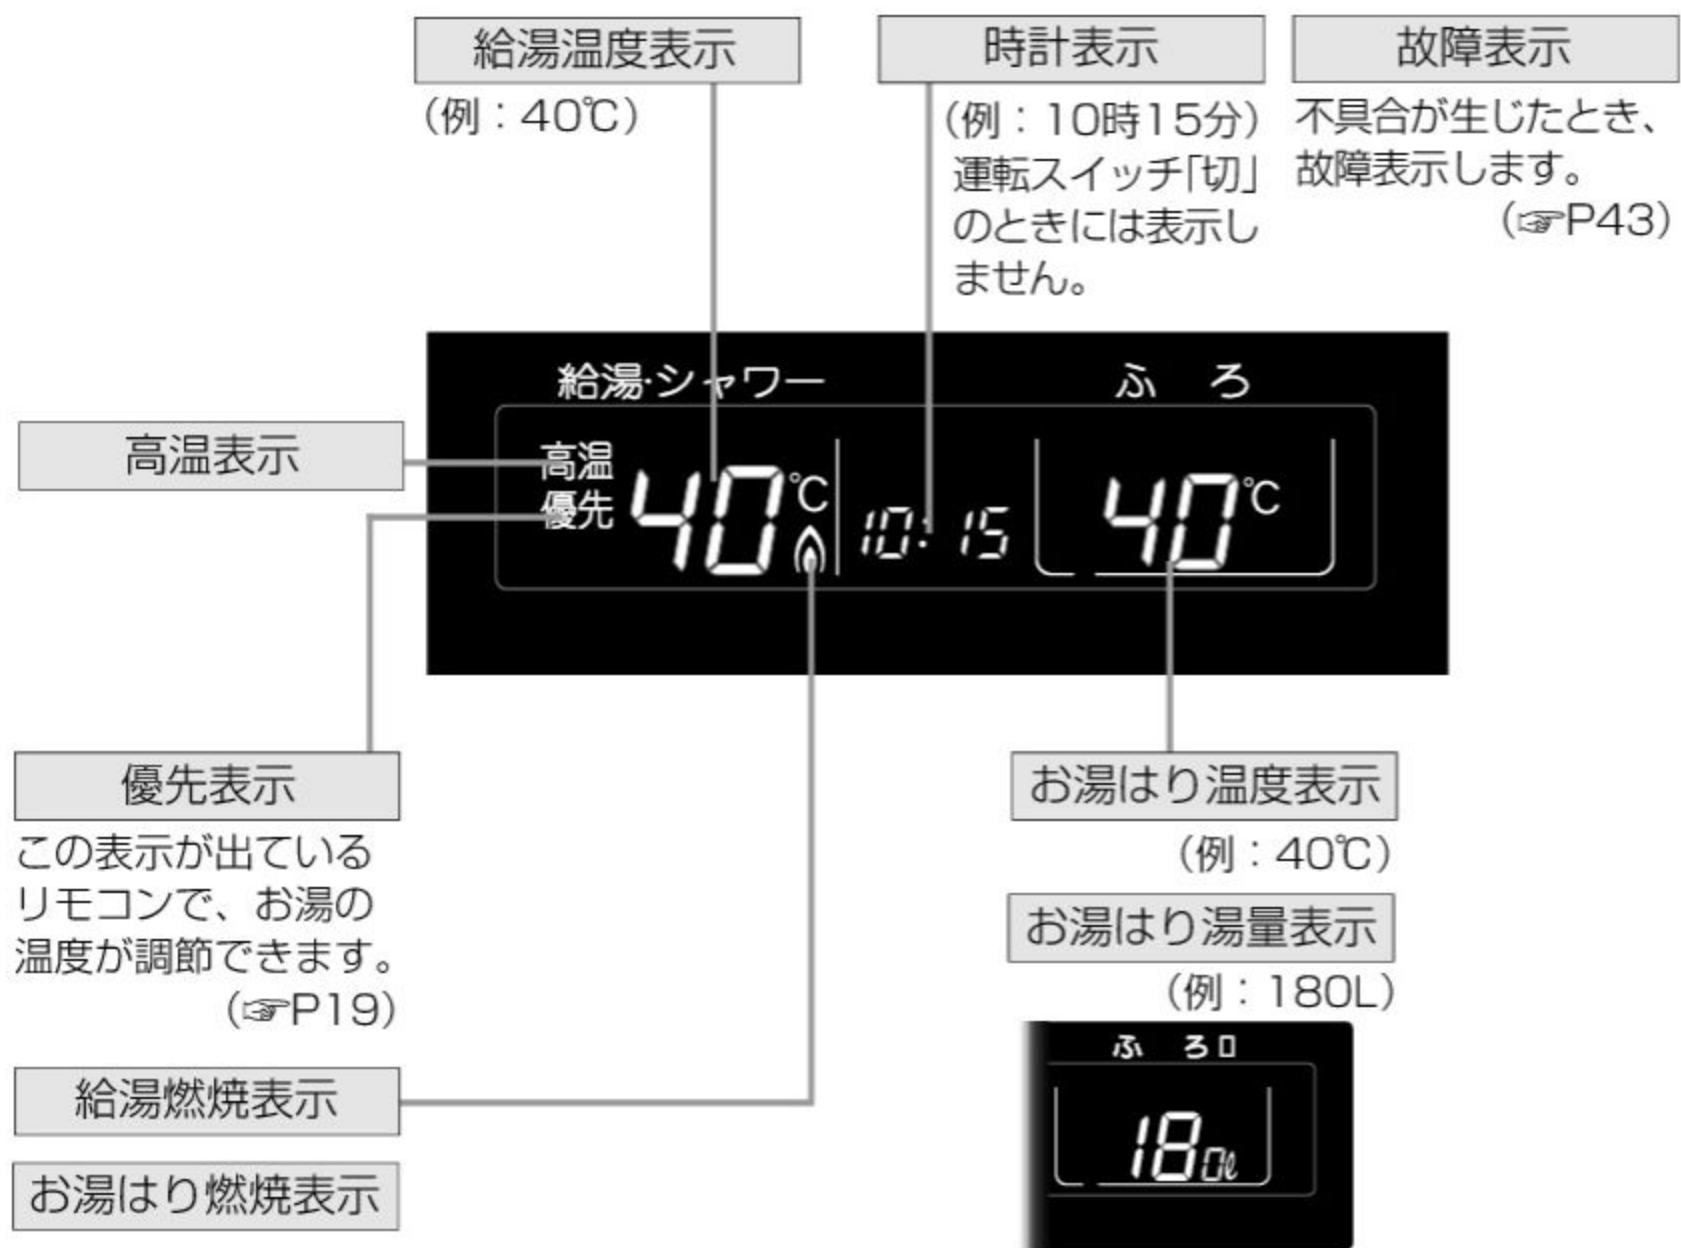 給湯温度表示
(例：40℃)
時計表示
(例：10時15分)
運転スイッチ「切」
のときには表示し
ません。
故障表示
不具合が生じたとき、
故障表示します。
(☞P43)
給湯・シャワー
ふ ろ
高温表示
高温
優先
40℃
10:15
40℃
優先表示
この表示が出ている
リモコンで、お湯の
温度が調節できます。
(☞P19)
給湯燃焼表示
お湯はり燃焼表示
お湯はり温度表示
(例：40℃)
お湯はり湯量表示
(例：180L)
ふ ろ▯
180ℓ